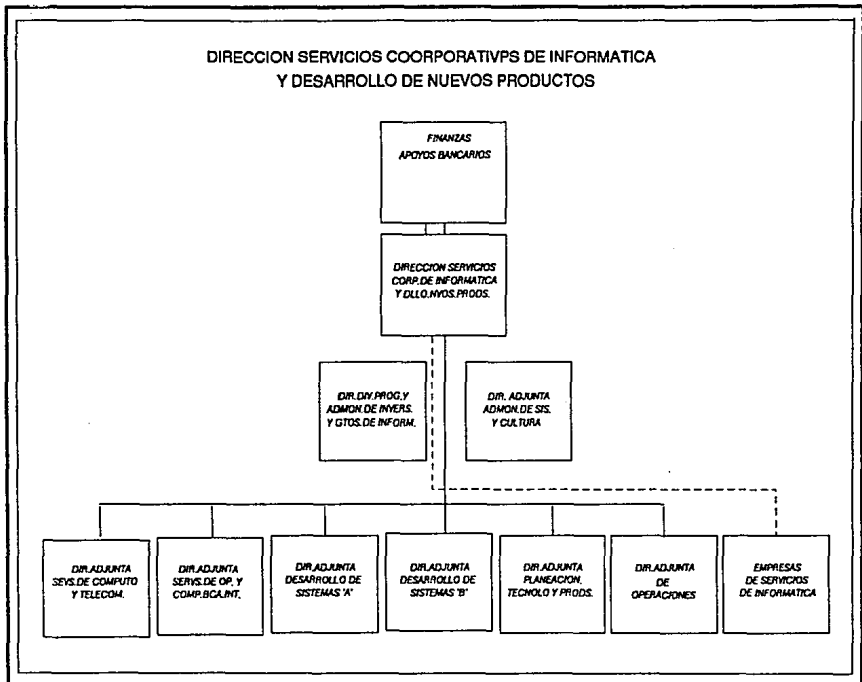 DIRECCION SERVICIOS COORPORATIVPS DE INFORMATICA
Y DESARROLLO DE NUEVOS PRODUCTOS
FINANZAS
APOYOS BANCARIOS
DIRECCION SERVICIOS
CORP.DE INFORMATICA
Y DLLO.NVOS.PRODS.
DIR.DIV.PROG.Y
ADMON.DE INVERS.
Y GTOS.DE INFORM.
DIR. ADJUNTA
ADMON.DE SIS.
Y CULTURA
DIR.ADJUNTA
SEVS.DE COMPUTO
Y TELECOM.
DIR.ADJUNTA
SERVS.DE OP. Y
COMP.BCA.INT.
DIR.ADJUNTA
DESARROLLO DE
SISTEMAS 'A'
DIR.ADJUNTA
DESARROLLO DE
SISTEMAS 'B'
DIR.ADJUNTA
PLANEACION,
TECNOLO Y PRODS.
DIR.ADJUNTA
DE
OPERACIONES
EMPRESAS
DE SERVICIOS
DE INFORMATICA